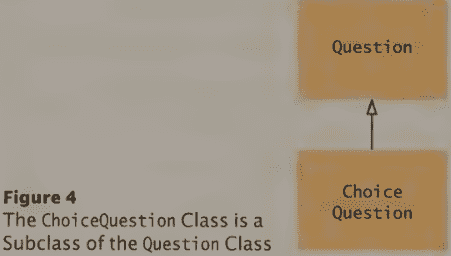 Question
Choice
Question
Figure 4
The ChoiceQuestion Class is a
Subclass of the Question Class